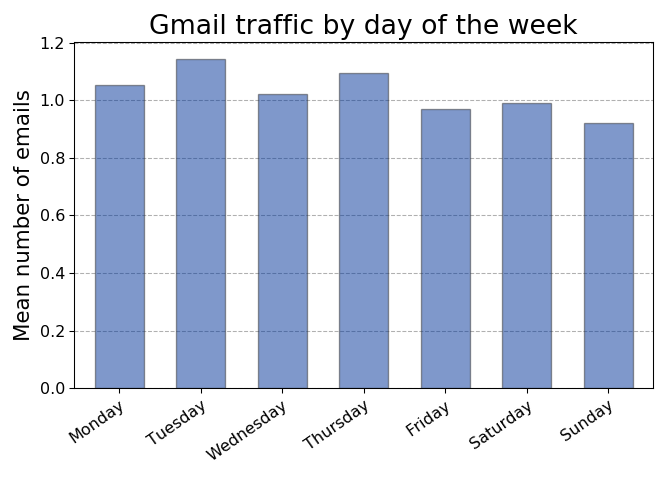 Gmail traffic by day of the week
Mean number of emails
1.2
1.0
0.8
0.6
0.4
0.2
0.0
Monday
Tuesday
Wednesday
Thursday
Friday
Saturday
Sunday